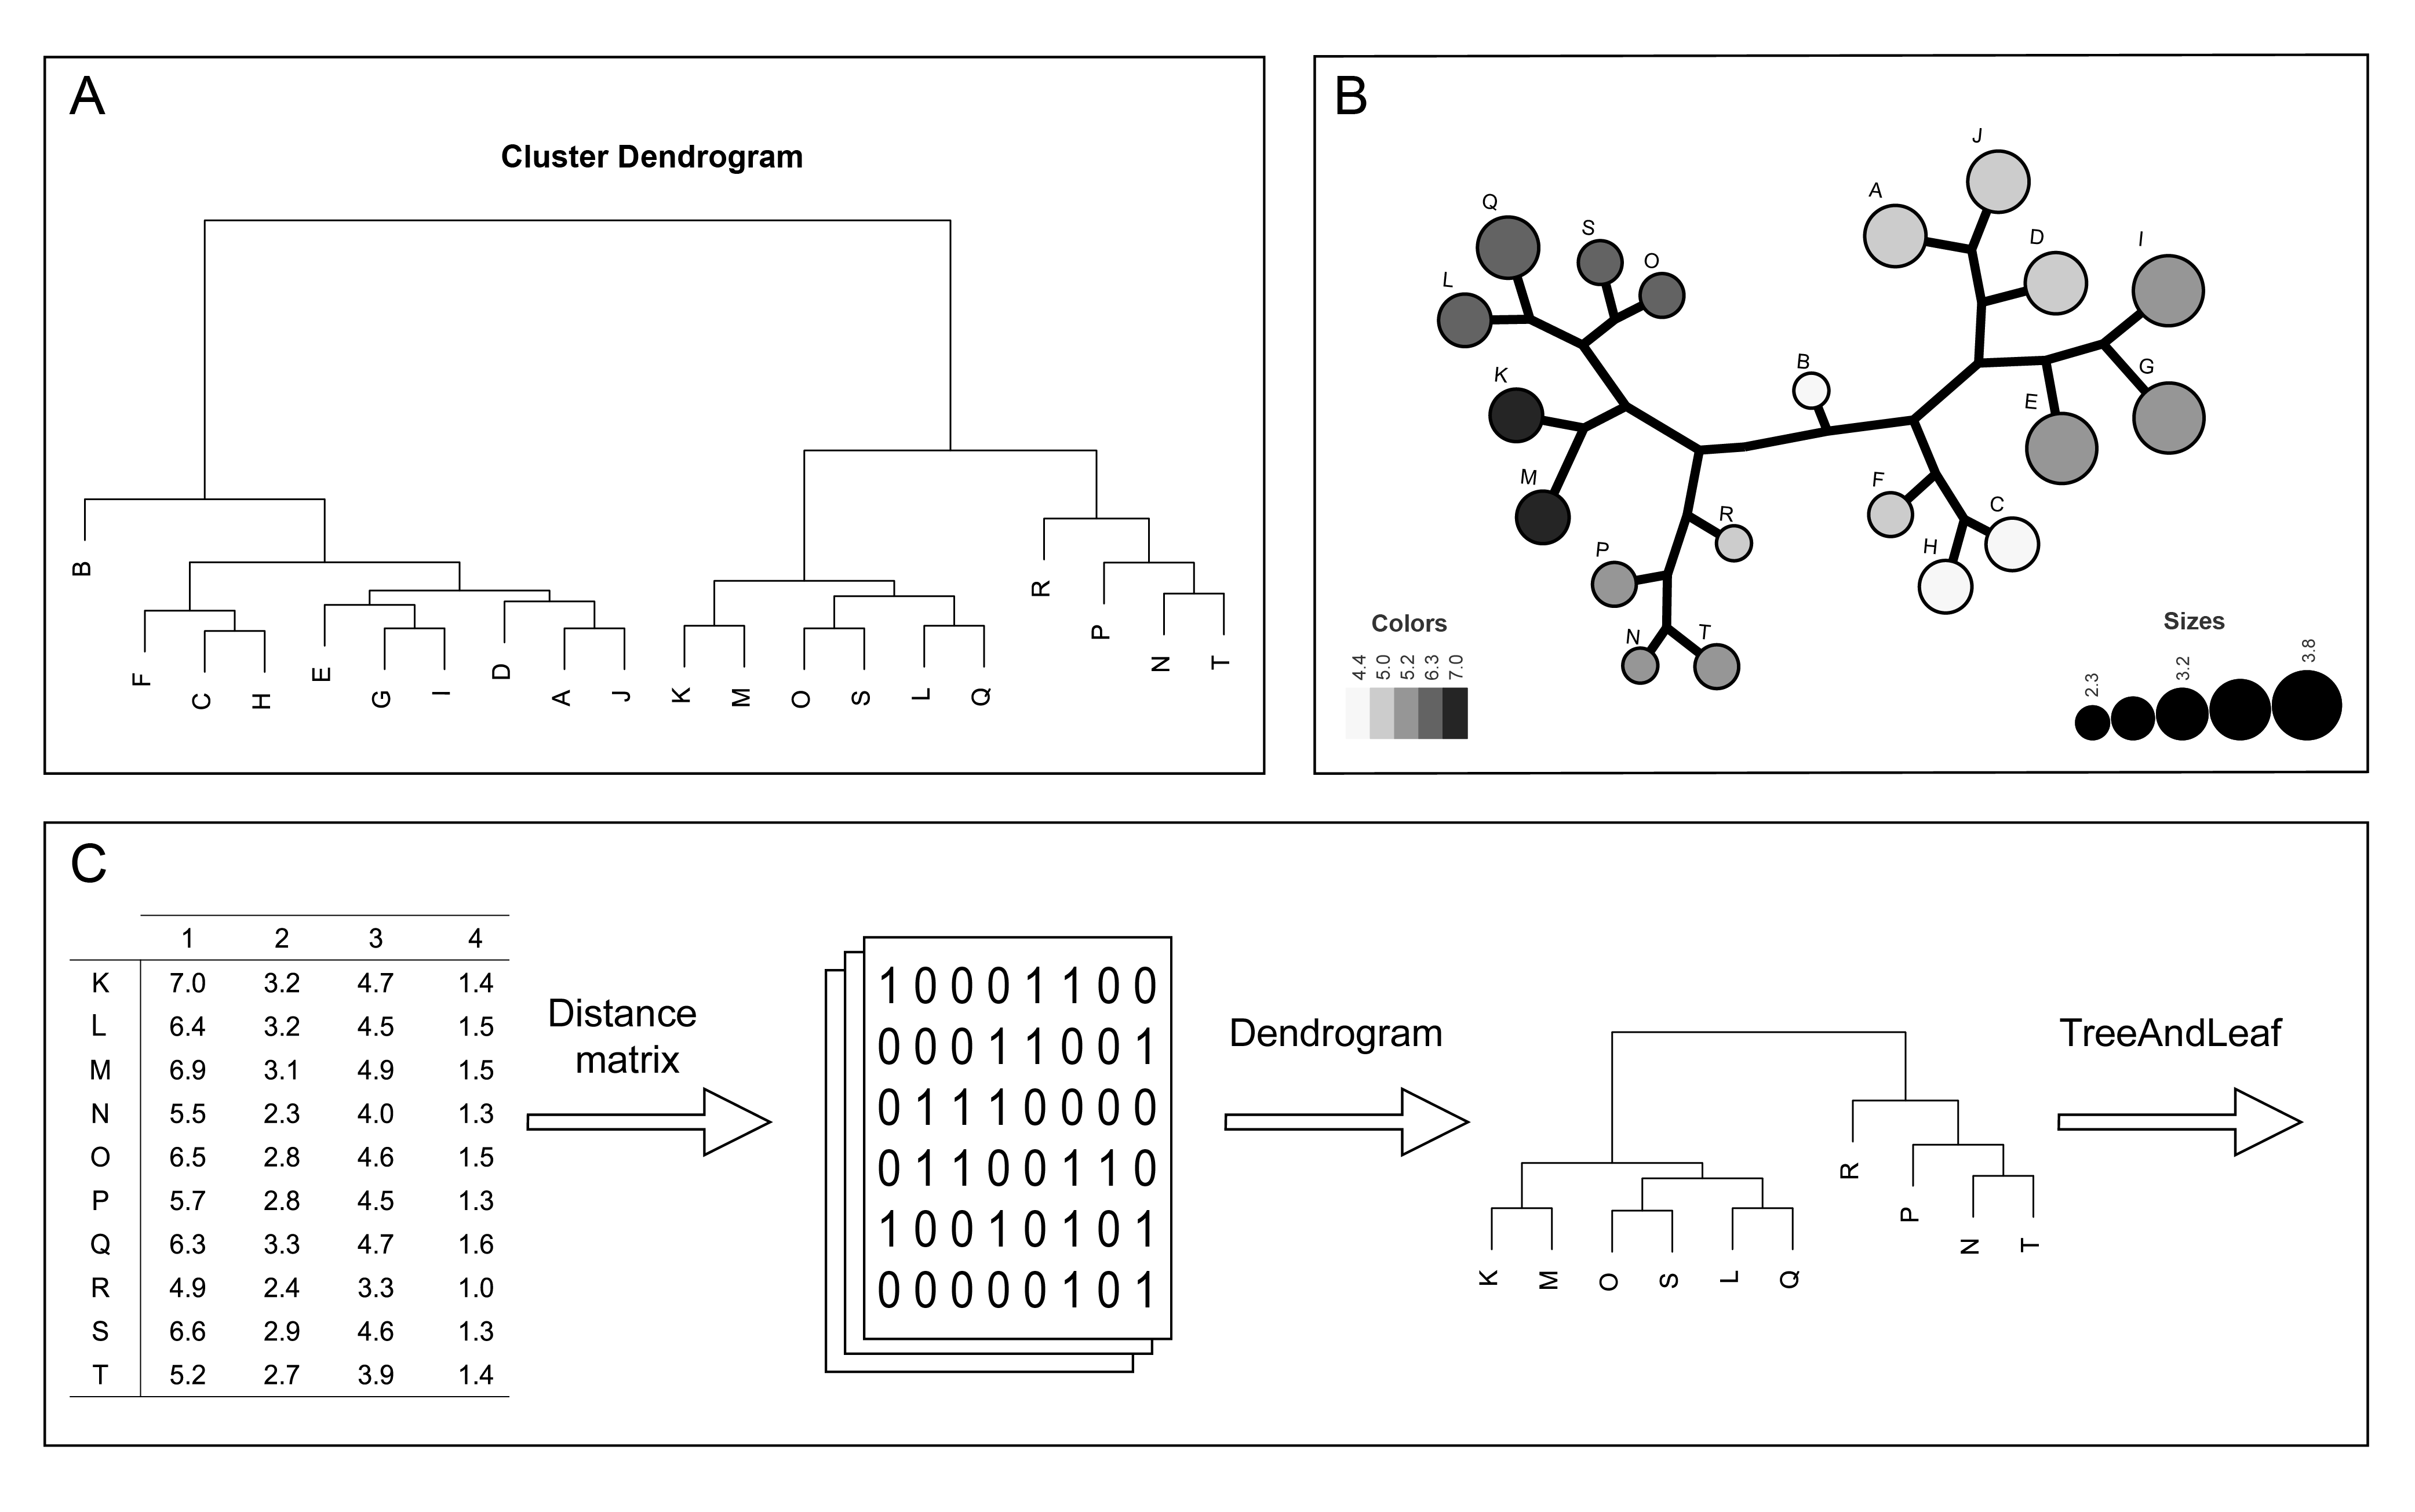 A
Cluster Dendrogram
B
F
C
H
E
G
I
D
A
J
K
M
O
S
L
Q
R
P
N
T
B
J
A
D
I
Q
S
O
L
G
B
K
E
M
F
C
R
H
P
N
T
Colors
4.4 5.0 5.2 6.3 7.0
Sizes
2.3 3.2 3.8
C
1 2 3 4
K 7.0 3.2 4.7 1.4
L 6.4 3.2 4.5 1.5
M 6.9 3.1 4.9 1.5
N 5.5 2.3 4.0 1.3
O 6.5 2.8 4.6 1.5
P 5.7 2.8 4.5 1.3
Q 6.3 3.3 4.7 1.6
R 4.9 2.4 3.3 1.0
S 6.6 2.9 4.6 1.3
T 5.2 2.7 3.9 1.4
Distance
matrix
1 0 0 0 1 1 0 0
0 0 0 1 1 0 0 1
0 1 1 1 0 0 0 0
0 1 1 0 0 1 1 0
1 0 0 1 0 1 0 1
0 0 0 0 0 1 0 1
Dendrogram
K
M
O
S
L
Q
R
P
N
T
TreeAndLeaf